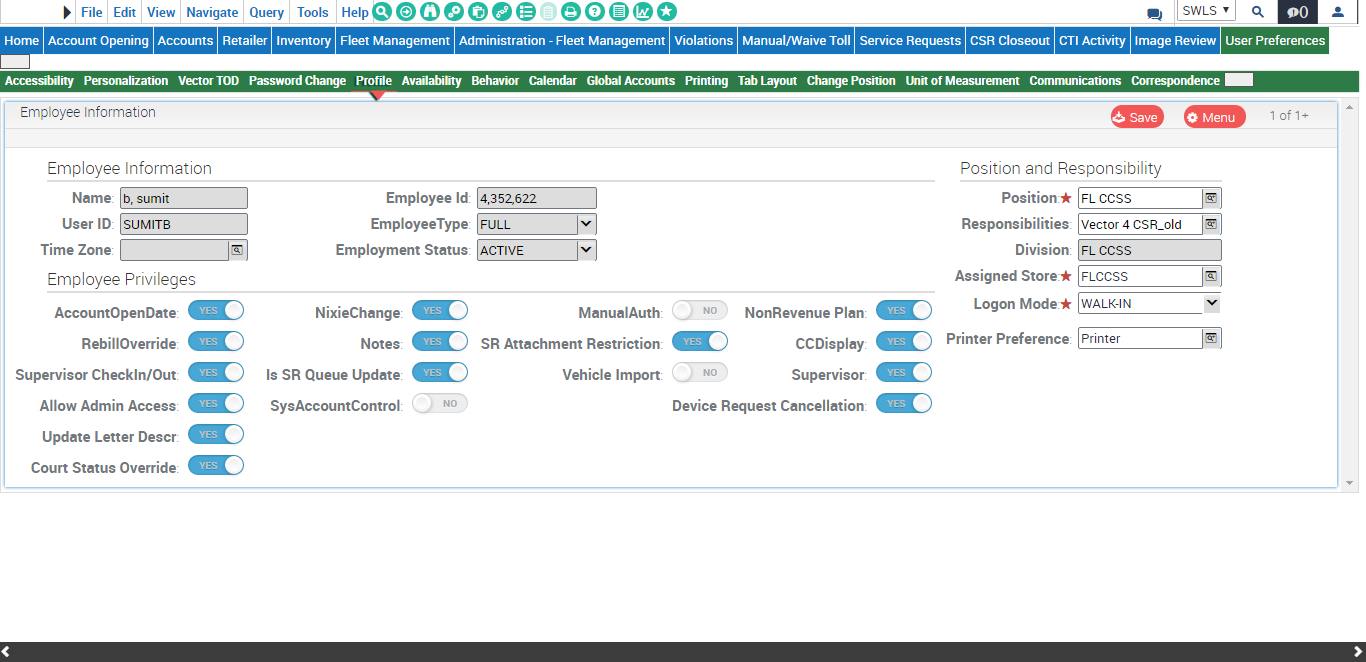 File Edit View Navigate Query Tools Help SWLS 0
Home Account Opening Accounts Retailer Inventory Fleet Management Administration - Fleet Management Violations Manual/Waive Toll Service Requests CSR Closeout CTI Activity Image Review User Preferences
Accessibility Personalization Vector TOD Password Change Profile Availability Behavior Calendar Global Accounts Printing Tab Layout Change Position Unit of Measurement Communications Correspondence
Employee Information Save Menu 1 of 1+
Employee Information Position and Responsibility
Name: b, sumit Employee Id: 4,352,622 Position: FL CCSS
User ID: SUMITB EmployeeType: FULL Responsibilities: Vector 4 CSR_old
Time Zone: Employment Status: ACTIVE Division: FL CCSS
Employee Privileges Assigned Store: FLCCSS
AccountOpenDate: YES NixieChange: YES ManualAuth: NO NonRevenue Plan: YES Logon Mode: WALK-IN
RebillOverride: YES Notes: YES SR Attachment Restriction: YES CCDisplay: YES Printer Preference: Printer
Supervisor CheckIn/Out: YES Is SR Queue Update: YES Vehicle Import: NO Supervisor: YES
Allow Admin Access: YES SysAccountControl: NO Device Request Cancellation: YES
Update Letter Descr: YES
Court Status Override: YES